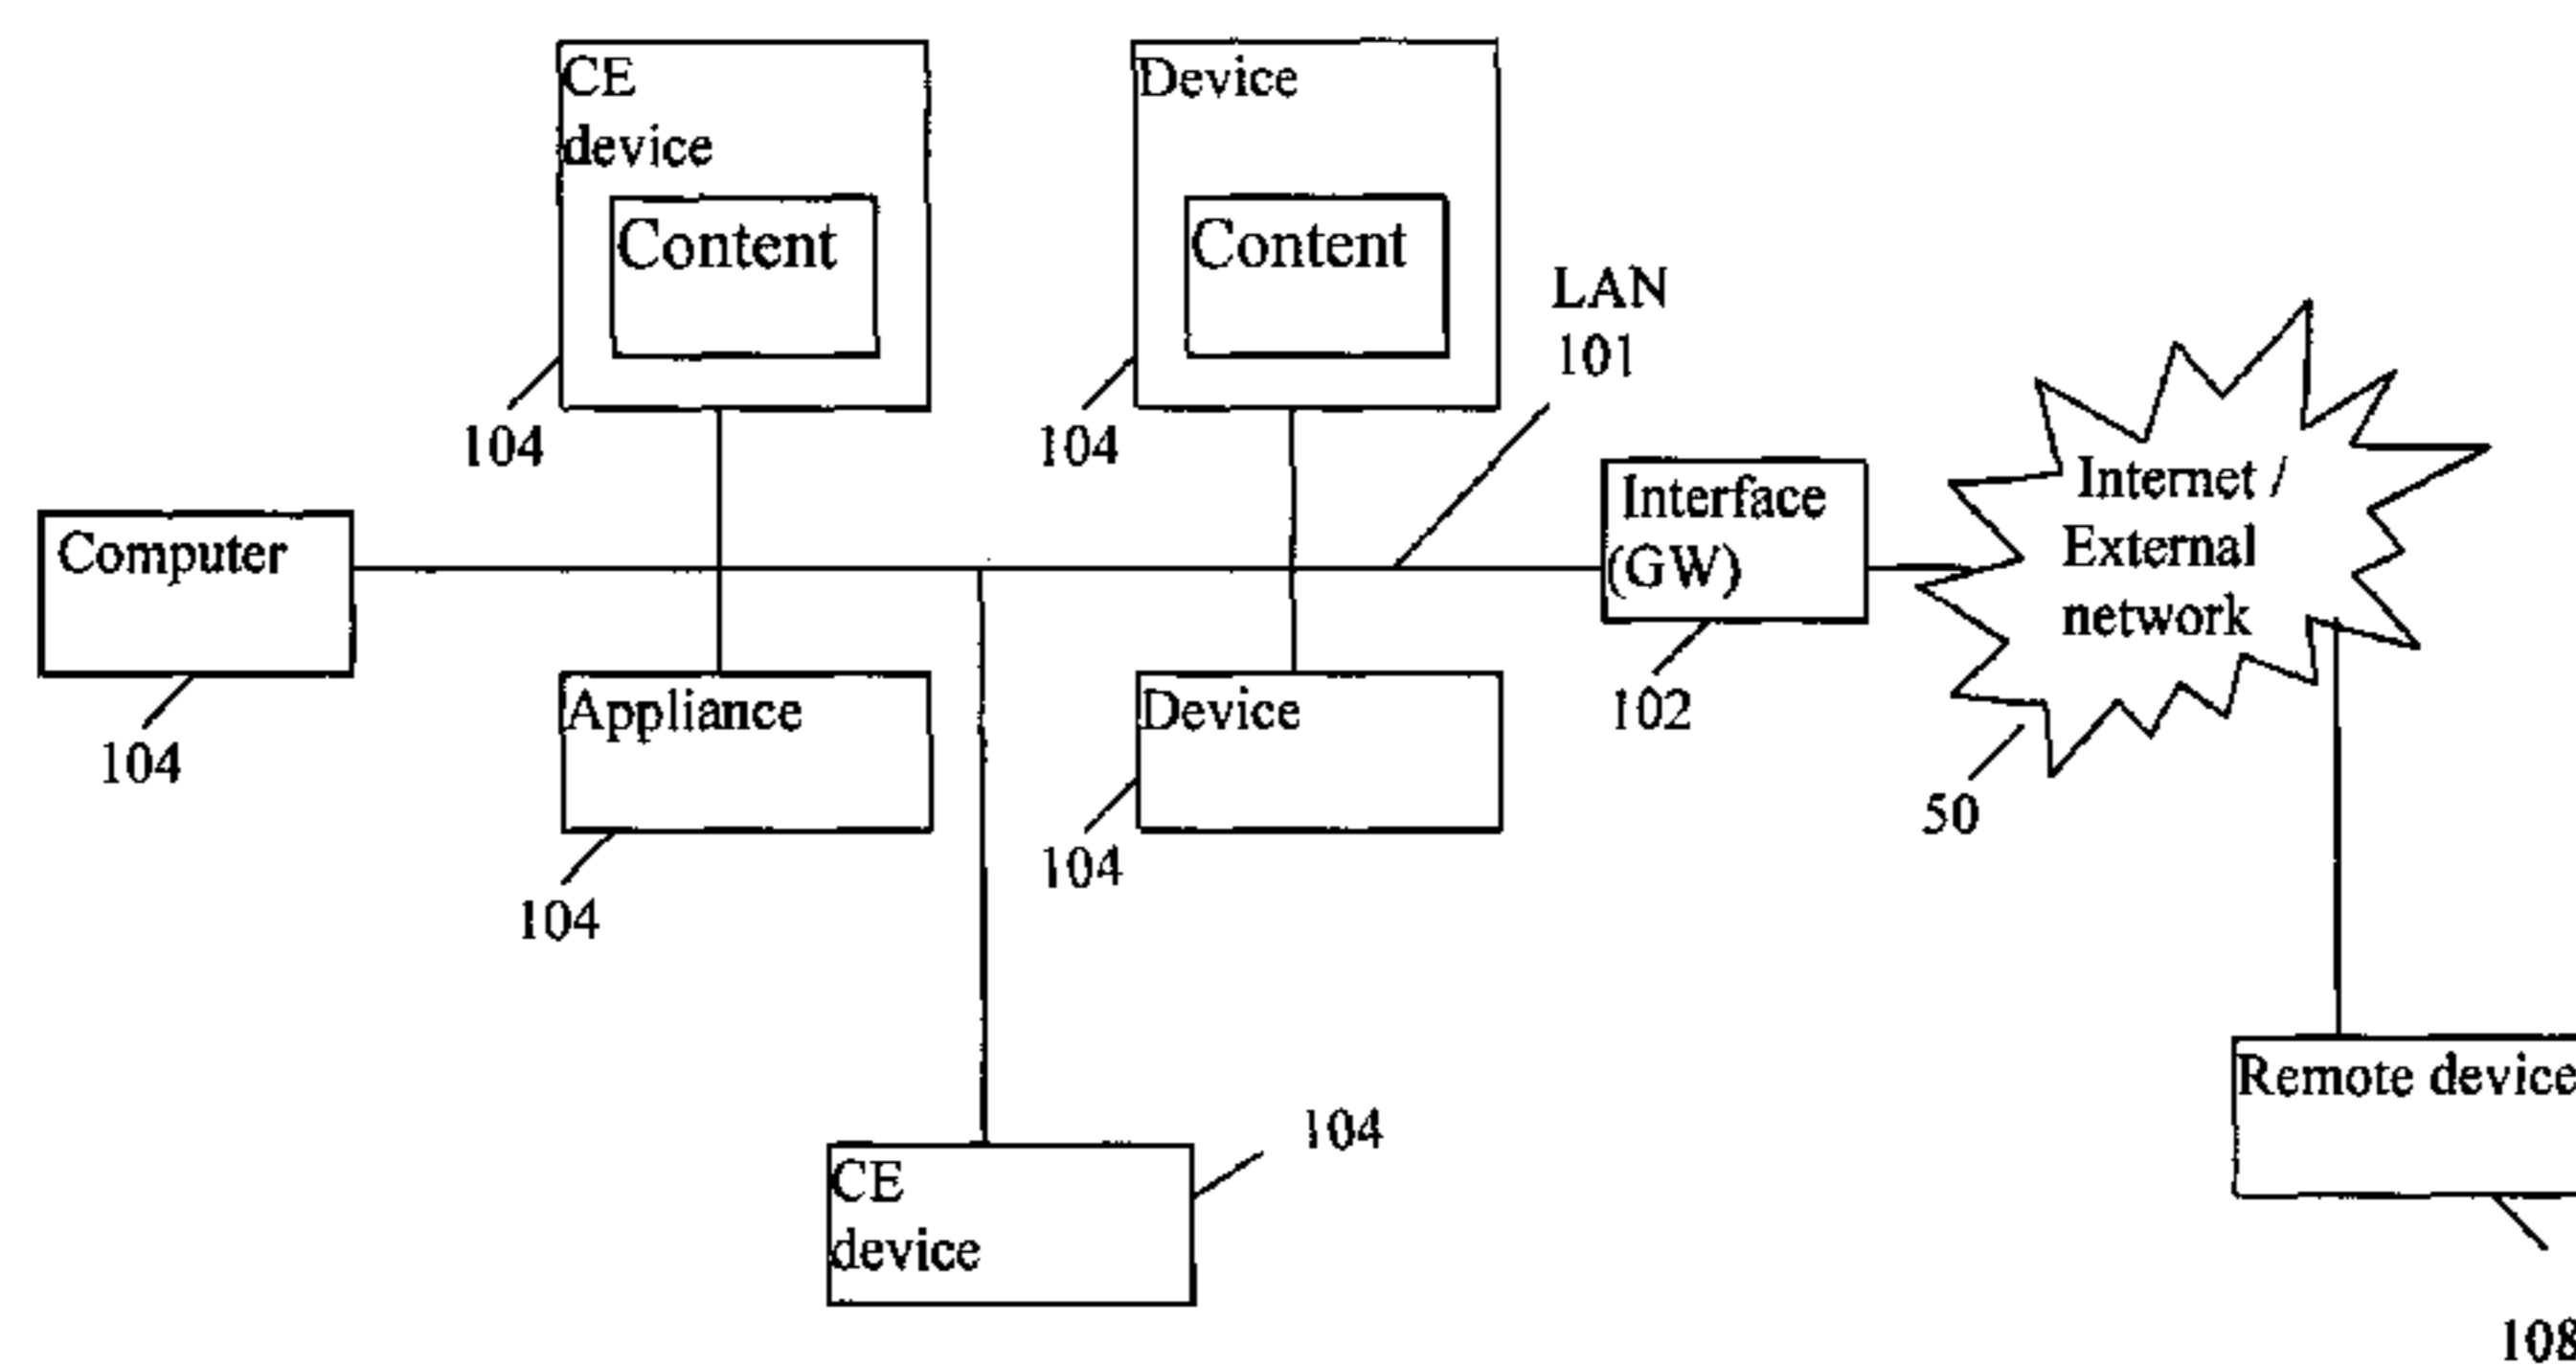 CE
device
Content
104
Device
Content
104
LAN
101
Computer
104
Interface
(GW)
102
Internet /
External
network
50
Appliance
104
Device
104
CE
device
104
Remote device
108